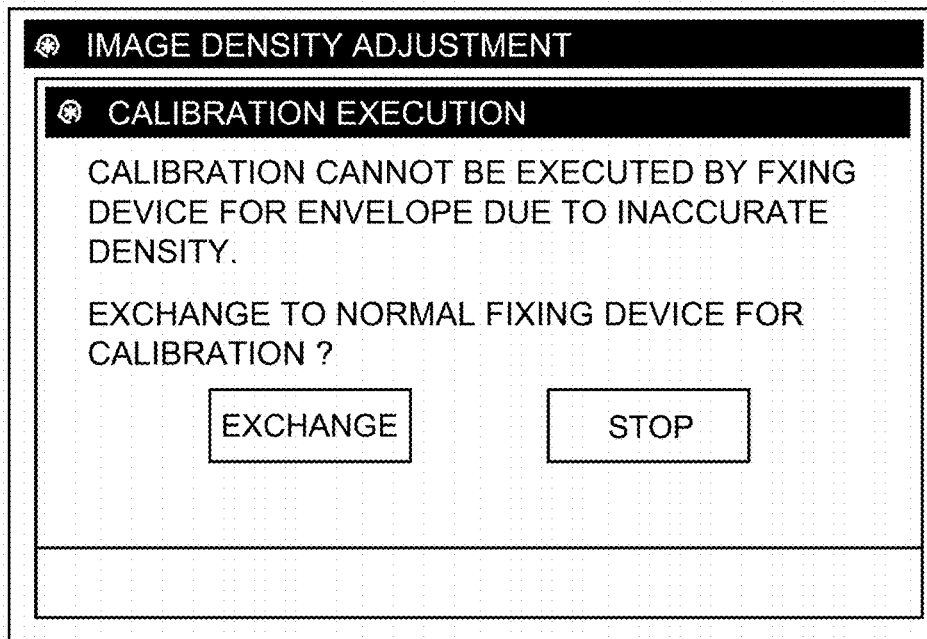 IMAGE DENSITY ADJUSTMENT
CALIBRATION EXECUTION
CALIBRATION CANNOT BE EXECUTED BY FXING
DEVICE FOR ENVELOPE DUE TO INACCURATE
DENSITY.
EXCHANGE TO NORMAL FIXING DEVICE FOR
CALIBRATION ?
EXCHANGE STOP